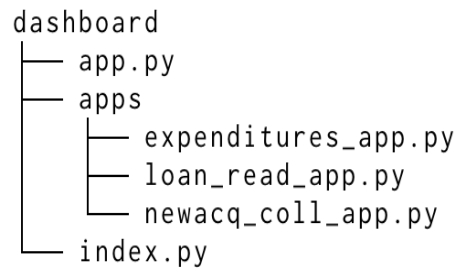 dashboard
app.py
apps
expenditures_app.py
loan_read_app.py
newacq_coll_app.py
index.py